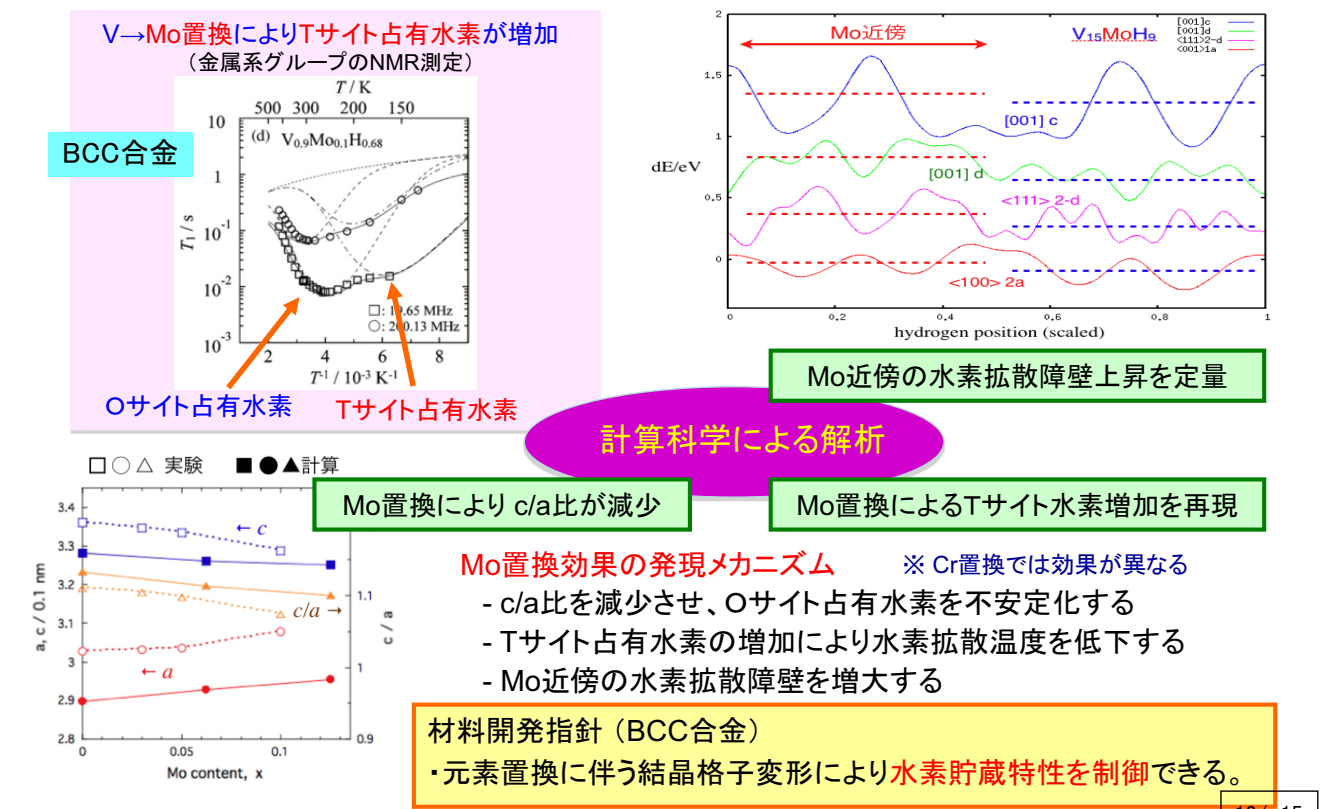 V→Mo置換によりTサイト占有水素が増加
(金属系グループのNMR測定)
BCC合金
T / K
500 300 200 150
(d) V0.9Mo0.1H0.68
10
1
10-1
10-2
10-3
T1 / s
□: 19.65 MHz
○: 200.13 MHz
2 4 6 8
T-1 / 10-3 K-1
Oサイト占有水素
Tサイト占有水素
2
1.5
1
0.5
0
dE/eV
Mo近傍
V15MoH9
[001]c
[001]d
<111>2-d
<001>1a
[001] c
[001] d
<111> 2-d
<100> 2a
0 0.2 0.4 0.6 0.8 1
hydrogen position (scaled)
Mo近傍の水素拡散障壁上昇を定量
計算科学による解析
Mo置換により c/a比が減少
Mo置換によるTサイト水素増加を再現
□○△ 実験 ■●▲計算
3.4
3.3
3.2
3.1
3
2.9
2.8
a, c / 0.1 nm
← c
c/a →
← a
1.1
1
0.9
c / a
0 0.05 0.1
Mo content, x
Mo置換効果の発現メカニズム ※ Cr置換では効果が異なる
- c/a比を減少させ、Oサイト占有水素を不安定化する
- Tサイト占有水素の増加により水素拡散温度を低下する
- Mo近傍の水素拡散障壁を増大する
材料開発指針(BCC合金)
・元素置換に伴う結晶格子変形により水素貯蔵特性を制御できる。